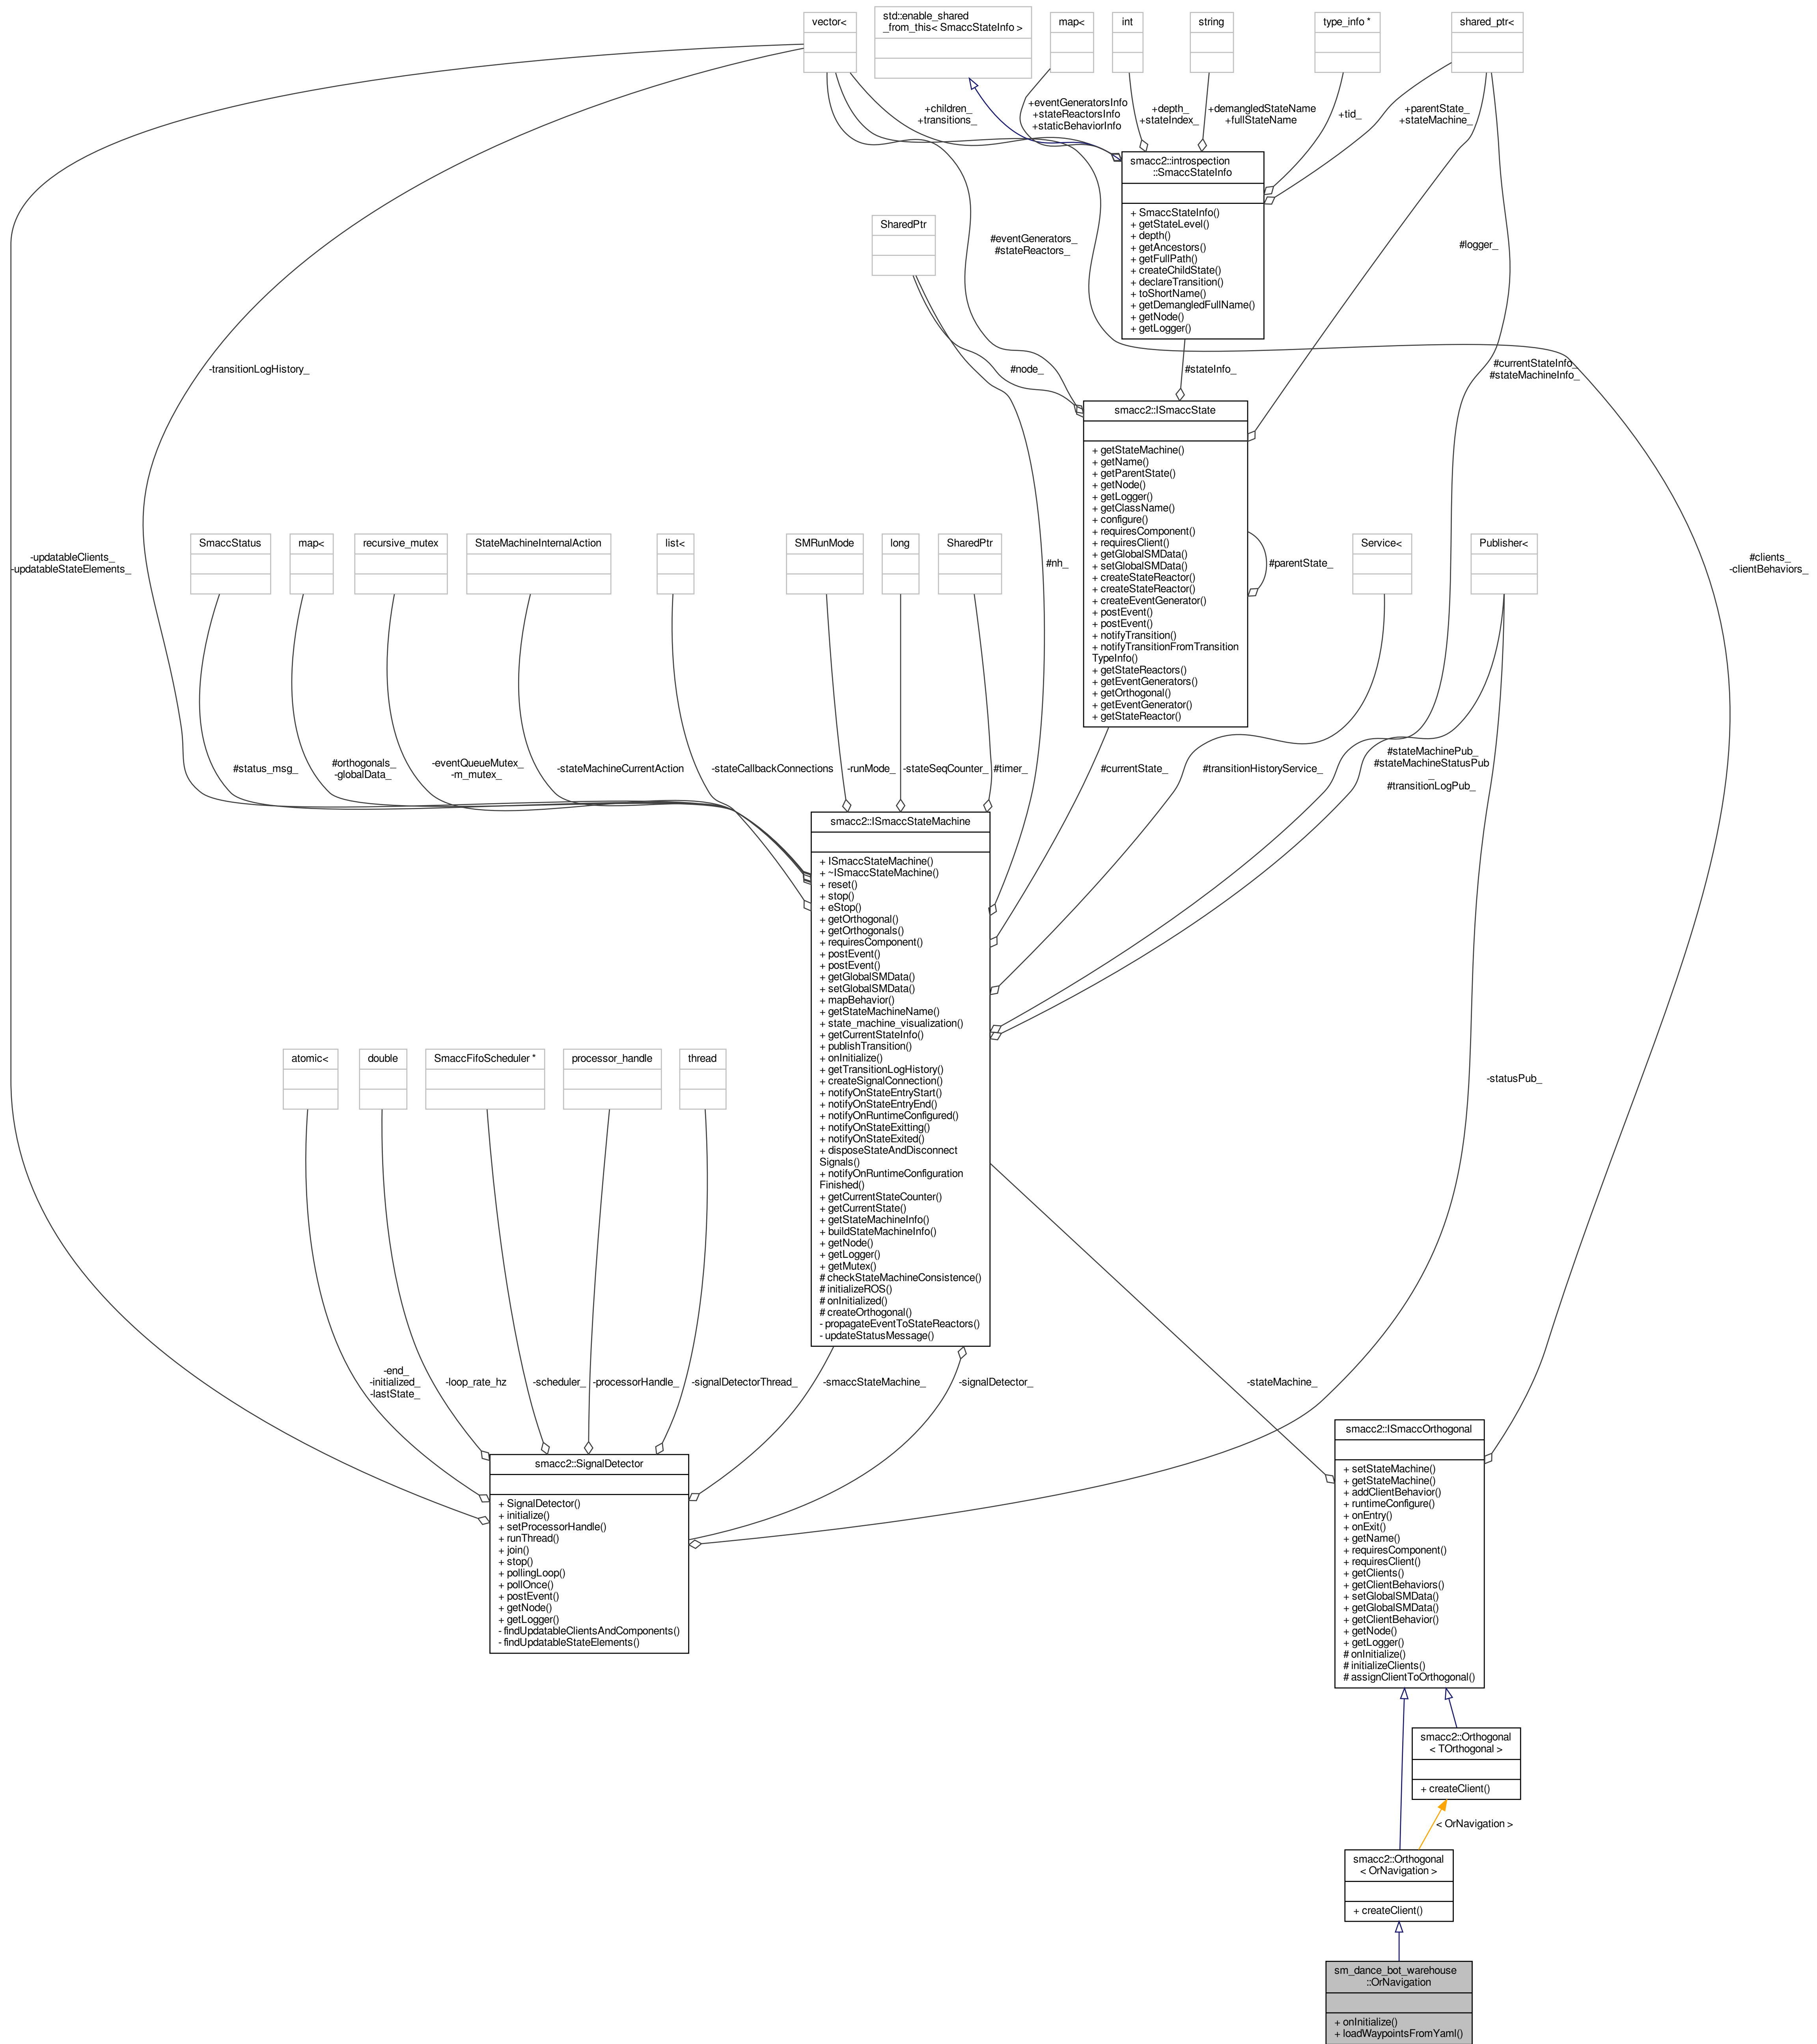 vector<
std::enable_shared
_from_this< SmaccStateInfo >
map<
int
string
type_info *
shared_ptr<
+children_
+transitions_
+eventGeneratorsInfo
+stateReactorsInfo
+staticBehaviorInfo
+depth_
+stateIndex_
+demangledStateName
+fullStateName
+tid_
+parentState_
+stateMachine_
smacc2::introspection
::SmaccStateInfo
+ SmaccStateInfo()
+ getStateLevel()
+ depth()
+ getAncestors()
+ getFullPath()
+ createChildState()
+ declareTransition()
+ toShortName()
+ getDemangledFullName()
+ getNode()
+ getLogger()
SharedPtr
#eventGenerators_
#stateReactors_
#logger_
-transitionLogHistory_
#node_
#stateInfo_
#currentStateInfo_
#stateMachineInfo_
smacc2::ISmaccState
+ getStateMachine()
+ getName()
+ getParentState()
+ getNode()
+ getLogger()
+ getClassName()
+ configure()
+ requiresComponent()
+ requiresClient()
+ getGlobalSMData()
+ setGlobalSMData()
+ createStateReactor()
+ createStateReactor()
+ createEventGenerator()
+ postEvent()
+ postEvent()
+ notifyTransition()
+ notifyTransitionFromTransition
TypeInfo()
+ getStateReactors()
+ getEventGenerators()
+ getOrthogonal()
+ getEventGenerator()
+ getStateReactor()
#parentState_
-updatableClients_
-updatableStateElements_
SmaccStatus
map<
recursive_mutex
StateMachineInternalAction
list<
SMRunMode
long
SharedPtr
#nh_
Service<
Publisher<
#clients_
-clientBehaviors_
#status_msg_
#orthogonals_
-globalData_
-eventQueueMutex_
-m_mutex_
-stateMachineCurrentAction
-stateCallbackConnections
-runMode_
-stateSeqCounter_
#timer_
#currentState_
#transitionHistoryService_
#stateMachinePub_
#stateMachineStatusPub
_
#transitionLogPub_
smacc2::ISmaccStateMachine
+ ISmaccStateMachine()
+ ~ISmaccStateMachine()
+ reset()
+ stop()
+ eStop()
+ getOrthogonal()
+ getOrthogonals()
+ requiresComponent()
+ postEvent()
+ postEvent()
+ getGlobalSMData()
+ setGlobalSMData()
+ mapBehavior()
+ getStateMachineName()
+ state_machine_visualization()
+ getCurrentStateInfo()
+ publishTransition()
+ onInitialize()
+ getTransitionLogHistory()
+ createSignalConnection()
+ notifyOnStateEntryStart()
+ notifyOnStateEntryEnd()
+ notifyOnRuntimeConfigured()
+ notifyOnStateExitting()
+ notifyOnStateExited()
+ disposeStateAndDisconnect
Signals()
+ notifyOnRuntimeConfiguration
Finished()
+ getCurrentStateCounter()
+ getCurrentState()
+ getStateMachineInfo()
+ buildStateMachineInfo()
+ getNode()
+ getLogger()
+ getMutex()
# checkStateMachineConsistence()
# initializeROS()
# onInitialized()
# createOrthogonal()
- propagateEventToStateReactors()
- updateStatusMessage()
atomic<
double
SmaccFifoScheduler *
processor_handle
thread
-statusPub_
-end_
-initialized_
-lastState_
-loop_rate_hz
-scheduler_
-processorHandle_
-signalDetectorThread_
-smaccStateMachine_
-signalDetector_
-stateMachine_
smacc2::SignalDetector
+ SignalDetector()
+ initialize()
+ setProcessorHandle()
+ runThread()
+ join()
+ stop()
+ pollingLoop()
+ pollOnce()
+ postEvent()
+ getNode()
+ getLogger()
- findUpdatableClientsAndComponents()
- findUpdatableStateElements()
smacc2::ISmaccOrthogonal
+ setStateMachine()
+ getStateMachine()
+ addClientBehavior()
+ runtimeConfigure()
+ onEntry()
+ onExit()
+ getName()
+ requiresComponent()
+ requiresClient()
+ getClients()
+ getClientBehaviors()
+ setGlobalSMData()
+ getGlobalSMData()
+ getClientBehavior()
+ getNode()
+ getLogger()
# onInitialize()
# initializeClients()
# assignClientToOrthogonal()
smacc2::Orthogonal
< TOrthogonal >
+ createClient()
< OrNavigation >
smacc2::Orthogonal
< OrNavigation >
+ createClient()
sm_dance_bot_warehouse
::OrNavigation
+ onInitialize()
+ loadWaypointsFromYaml()